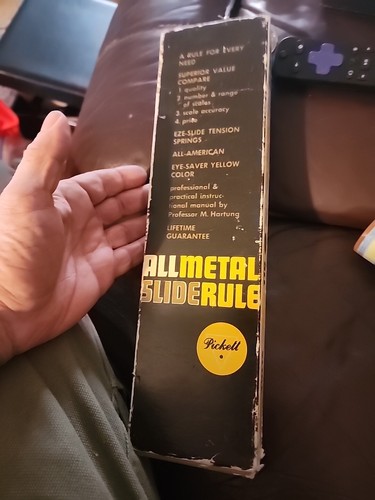 A RULE FOR EVERY
NEED
SUPERIOR VALUE
COMPARE
1 quality
2 number & range
of scales
3. scale accuracy
4. price
EZE-SLIDE TENSION
SPRINGS
ALL-AMERICAN
EYE-SAVER YELLOW
COLOR
professional &
practical instruc-
tional manual by
Professor M. Hartung
LIFETIME
GUARANTEE
ALLMETAL
SLIDERULE
Pickett